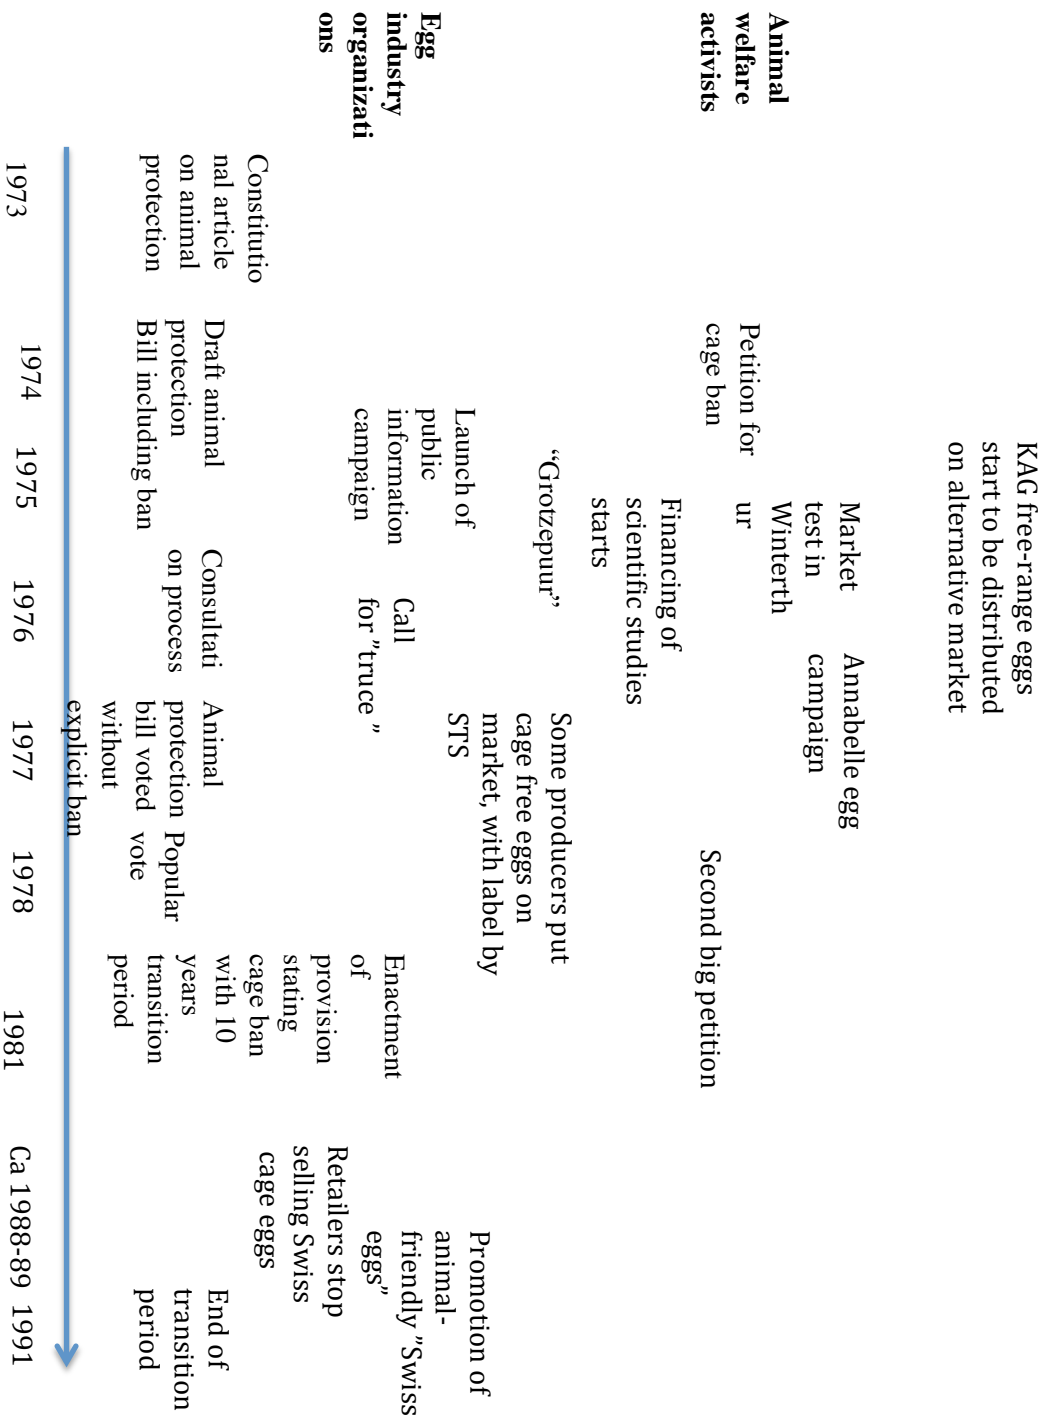 KAG free-range eggs
start to be distributed
on alternative market
Market
test in
Winterth
ur
Annabelle egg
campaign
Animal
welfare
activists
Petition for
cage ban
Second big petition
Financing of
scientific studies
starts
“Grotzepuur”
Some producers put
cage free eggs on
market, with label by
STS
Egg
industry
organizati
ons
Launch of
public
information
campaign
Call
for ”truce ”
Promotion of
animal-
friendly ”Swiss
eggs”
Enactment
of
provision
stating
cage ban
with 10
years
transition
period
Retailers stop
selling Swiss
cage eggs
Constitutio
nal article
on animal
protection
Draft animal
protection
Bill including ban
Consultati
on process
Animal
protection
bill voted
without
explicit ban
Popular
vote
End of
transition
period
1973
1974
1975
1976
1977
1978
1981
Ca 1988-89
1991